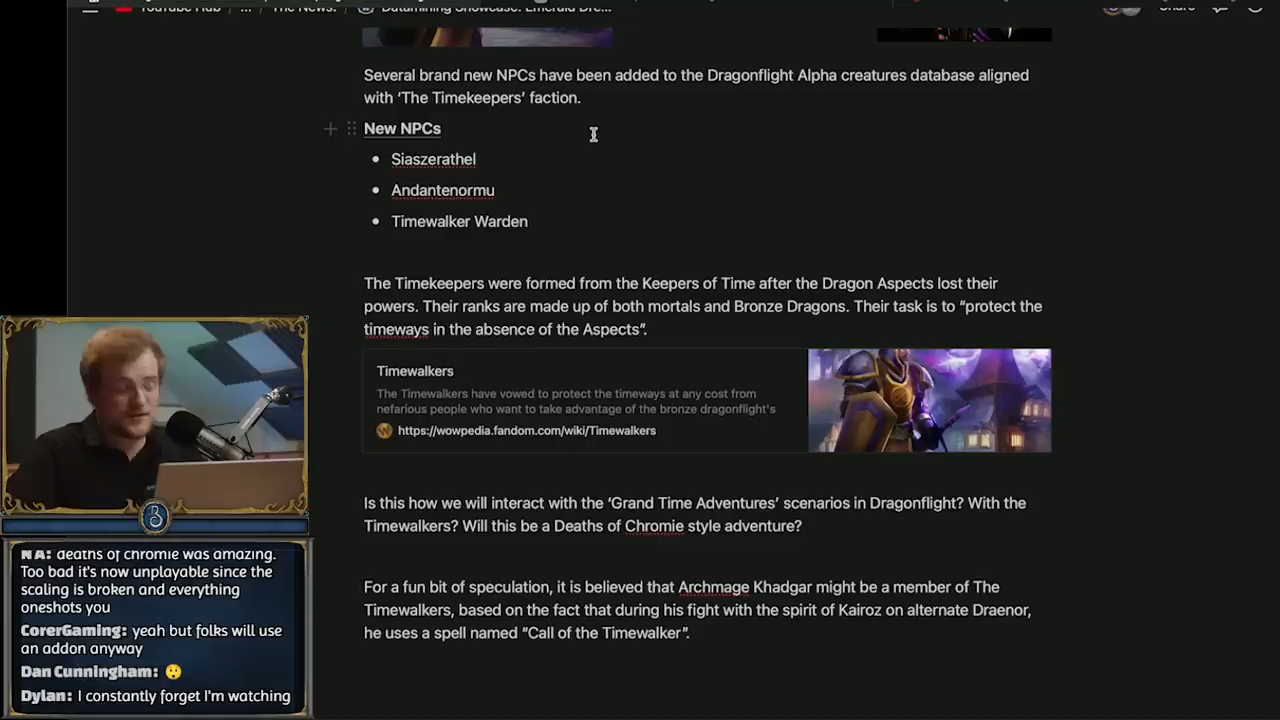 YouTube Hub / ... / The News! / Datamining Showcase: Emerald Dre...
Share
Several brand new NPCs have been added to the Dragonflight Alpha creatures database aligned
with ‘The Timekeepers’ faction.
New NPCs
Siaszerathel
Andantenormu
Timewalker Warden
The Timekeepers were formed from the Keepers of Time after the Dragon Aspects lost their
powers. Their ranks are made up of both mortals and Bronze Dragons. Their task is to “protect the
timeways in the absence of the Aspects”.
Timewalkers
The Timewalkers have vowed to protect the timeways at any cost from
nefarious people who want to take advantage of the bronze dragonflight's
https://wowpedia.fandom.com/wiki/Timewalkers
Is this how we will interact with the ‘Grand Time Adventures’ scenarios in Dragonflight? With the
Timewalkers? Will this be a Deaths of Chromie style adventure?
For a fun bit of speculation, it is believed that Archmage Khadgar might be a member of The
Timewalkers, based on the fact that during his fight with the spirit of Kairoz on alternate Draenor,
he uses a spell named “Call of the Timewalker”.
N A: deaths of chromie was amazing.
Too bad it's now unplayable since the
scaling is broken and everything
oneshots you
CorerGaming: yeah but folks will use
an addon anyway
Dan Cunningham: 😲
Dylan: I constantly forget I'm watching